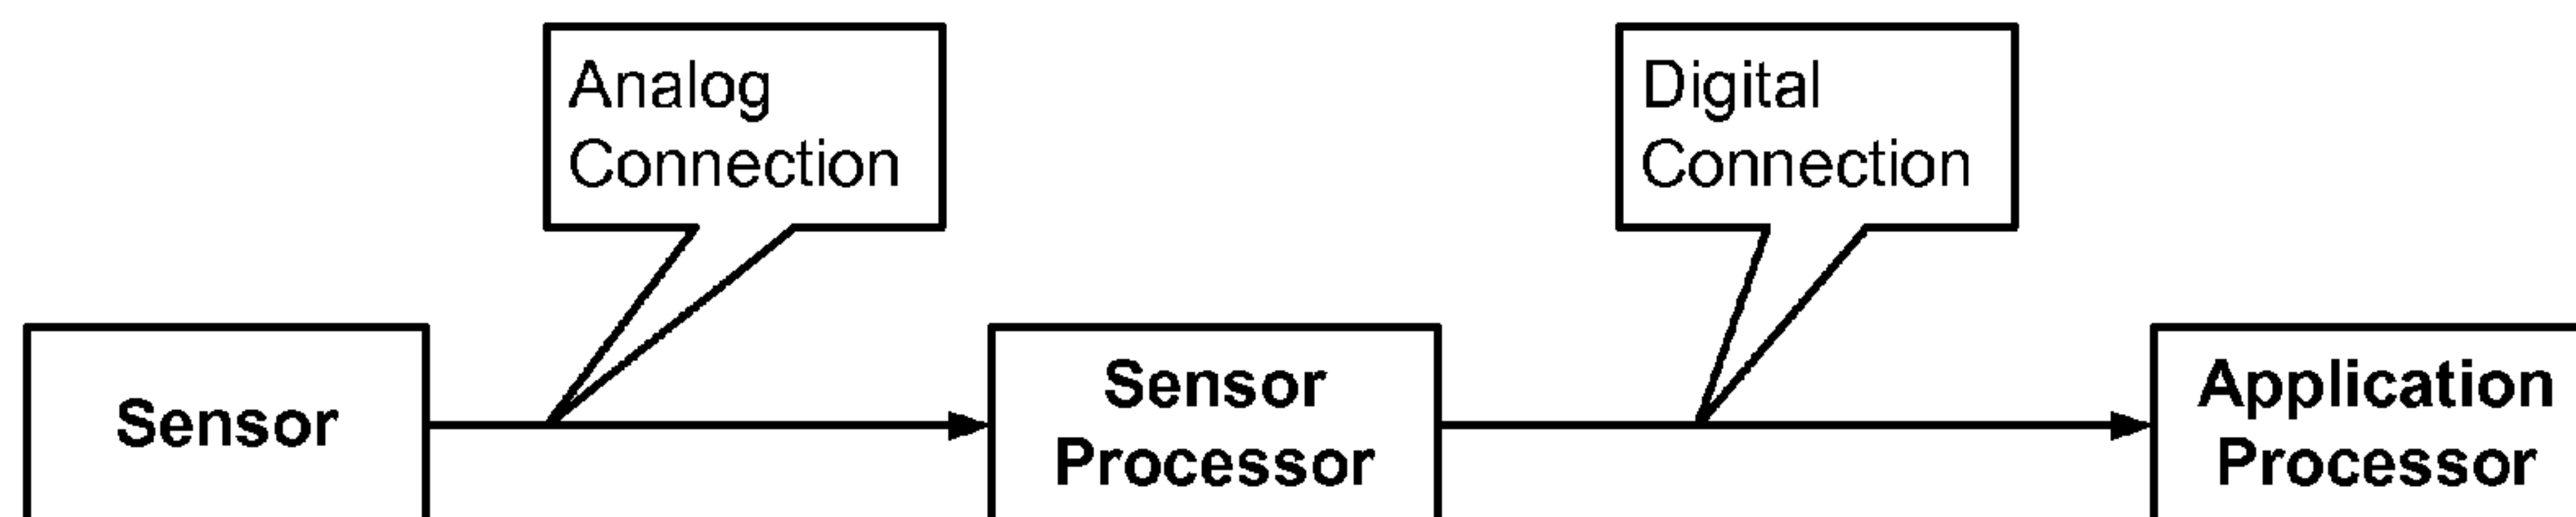 Analog
Connection
Digital
Connection
Sensor
Sensor
Processor
Application
Processor